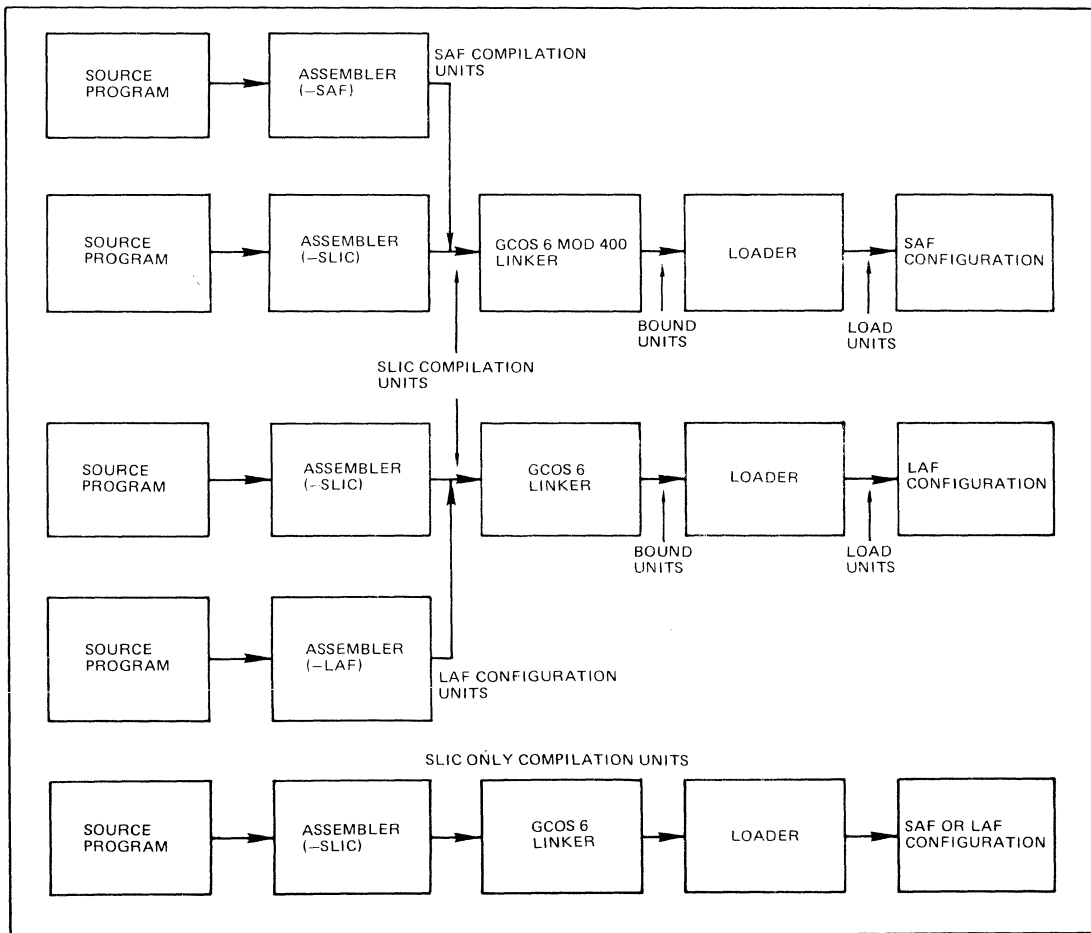 SAF COMPILATION
UNITS
SOURCE
PROGRAM
ASSEMBLER
(—SAF)
SOURCE
PROGRAM
ASSEMBLER
(—SLIC)
GCOS 6 MOD 400
LINKER
LOADER
SAF
CONFIGURATION
BOUND
UNITS
LOAD
UNITS
SLIC COMPILATION
UNITS
SOURCE
PROGRAM
ASSEMBLER
(—SLIC)
GCOS 6
LINKER
LOADER
LAF
CONFIGURATION
BOUND
UNITS
LOAD
UNITS
SOURCE
PROGRAM
ASSEMBLER
(—LAF)
LAF CONFIGURATION
UNITS
SLIC ONLY COMPILATION UNITS
SOURCE
PROGRAM
ASSEMBLER
(—SLIC)
GCOS 6
LINKER
LOADER
SAF OR LAF
CONFIGURATION